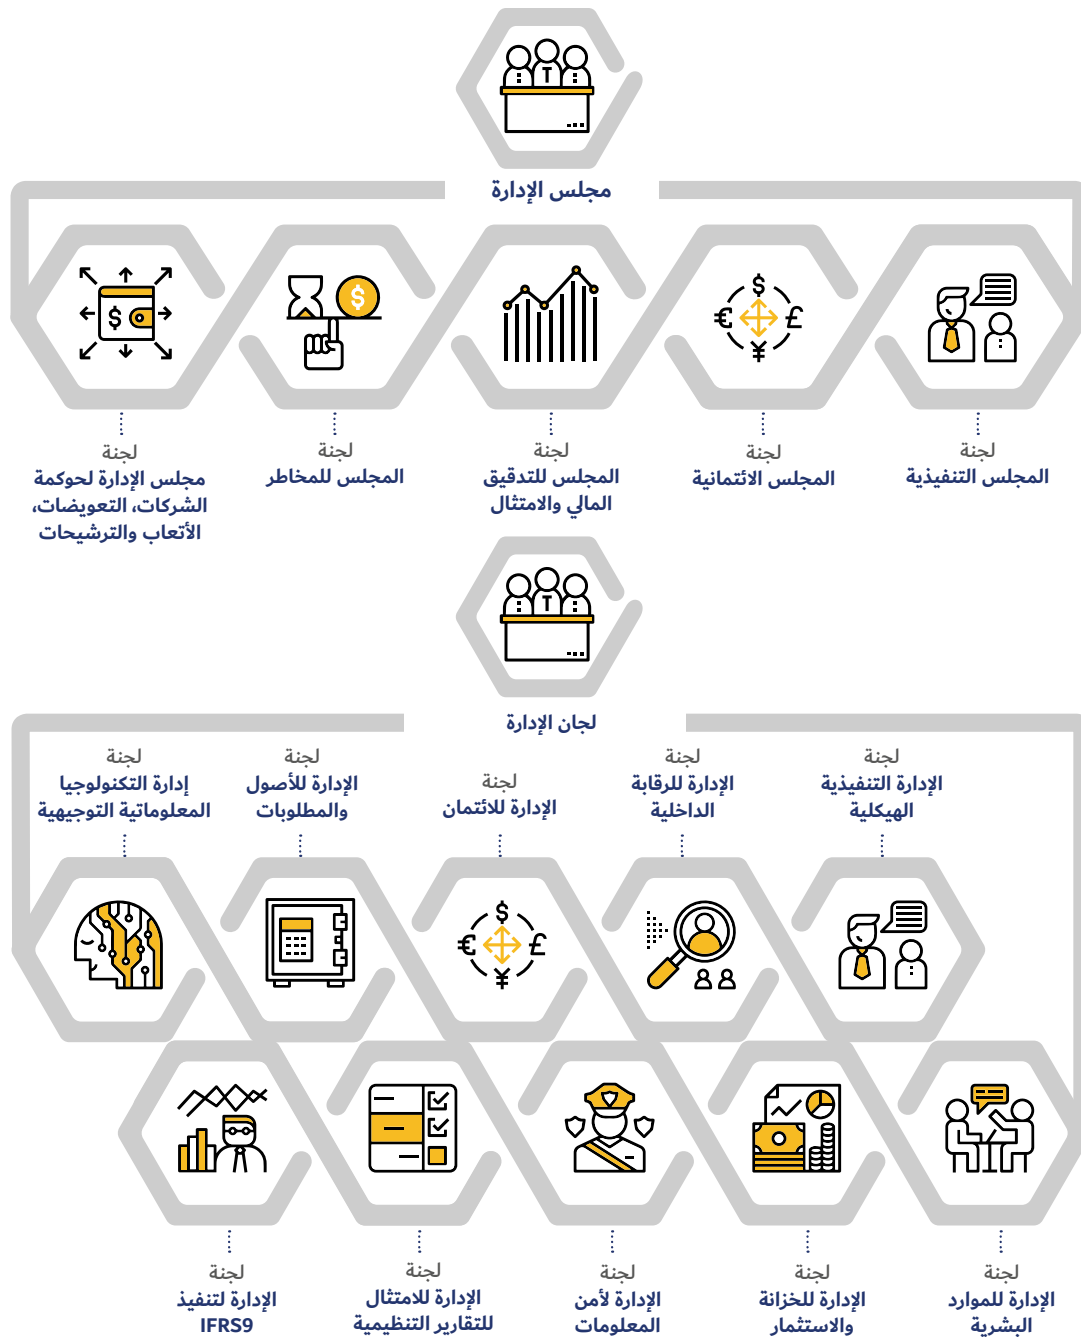 مجلس الإدارة
لجنة
المجلس التنفيذية
لجنة
المجلس الائتمانية
لجنة
المجلس للتدقيق
المالي والامتثال
لجنة
المجلس للمخاطر
لجنة
مجلس الإدارة لحوكمة
الشركات، التعويضات،
الأتعاب والترشيحات
لجان الإدارة
لجنة
الإدارة التنفيذية
الهيكلية
لجنة
الإدارة للرقابة
الداخلية
لجنة
الإدارة للائتمان
لجنة
الإدارة للأصول
والمطلوبات
لجنة
إدارة التكنولوجيا
المعلوماتية التوجيهية
لجنة
الإدارة للموارد
البشرية
لجنة
الإدارة للخزانة
والاستثمار
لجنة
الإدارة لأمن
المعلومات
لجنة
الإدارة للامتثال
للتقارير التنظيمية
لجنة
الإدارة لتنفيذ
IFRS9